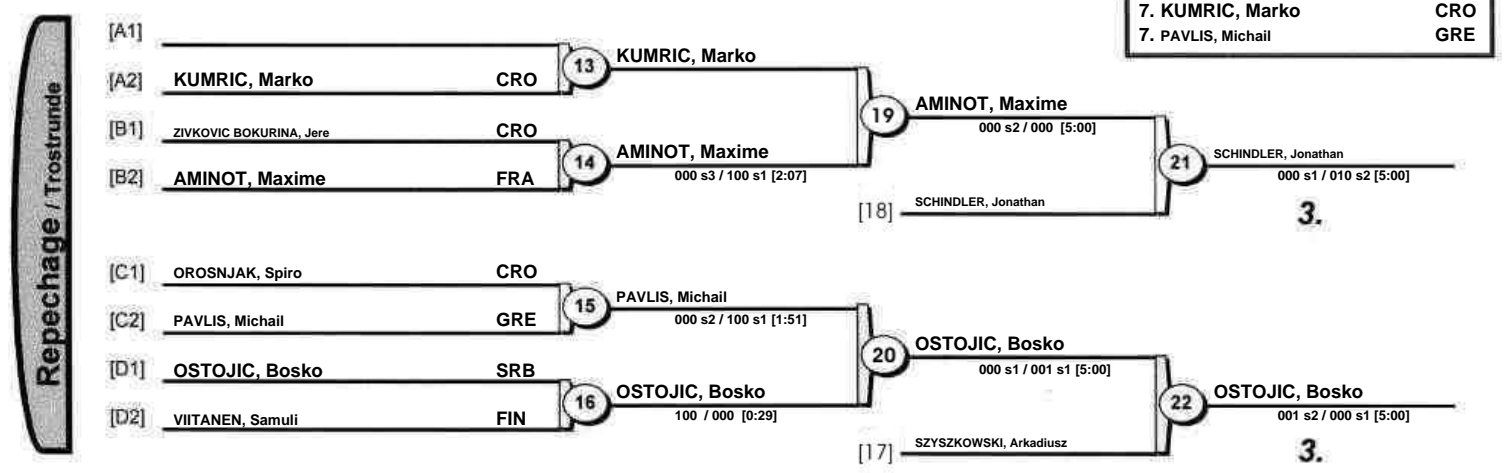 7. KUMRIC, Marko CRO
7. PAVLIS, Michail GRE
Repechage / Trostrunde
[A1]
[A2] KUMRIC, Marko CRO
13
KUMRIC, Marko
[B1] ZIVKOVIC BOKURINA, Jere CRO
[B2] AMINOT, Maxime FRA
14
AMINOT, Maxime
000 s3 / 100 s1 [2:07]
19
AMINOT, Maxime
000 s2 / 000 [5:00]
[18] SCHINDLER, Jonathan
21
SCHINDLER, Jonathan
000 s1 / 010 s2 [5:00]
3.
[C1] OROSNJAK, Spiro CRO
[C2] PAVLIS, Michail GRE
15
PAVLIS, Michail
000 s2 / 100 s1 [1:51]
[D1] OSTOJIC, Bosko SRB
[D2] VIITANEN, Samuli FIN
16
OSTOJIC, Bosko
100 / 000 [0:29]
20
OSTOJIC, Bosko
000 s1 / 001 s1 [5:00]
[17] SZYSZKOWSKI, Arkadiusz
22
OSTOJIC, Bosko
001 s2 / 000 s1 [5:00]
3.